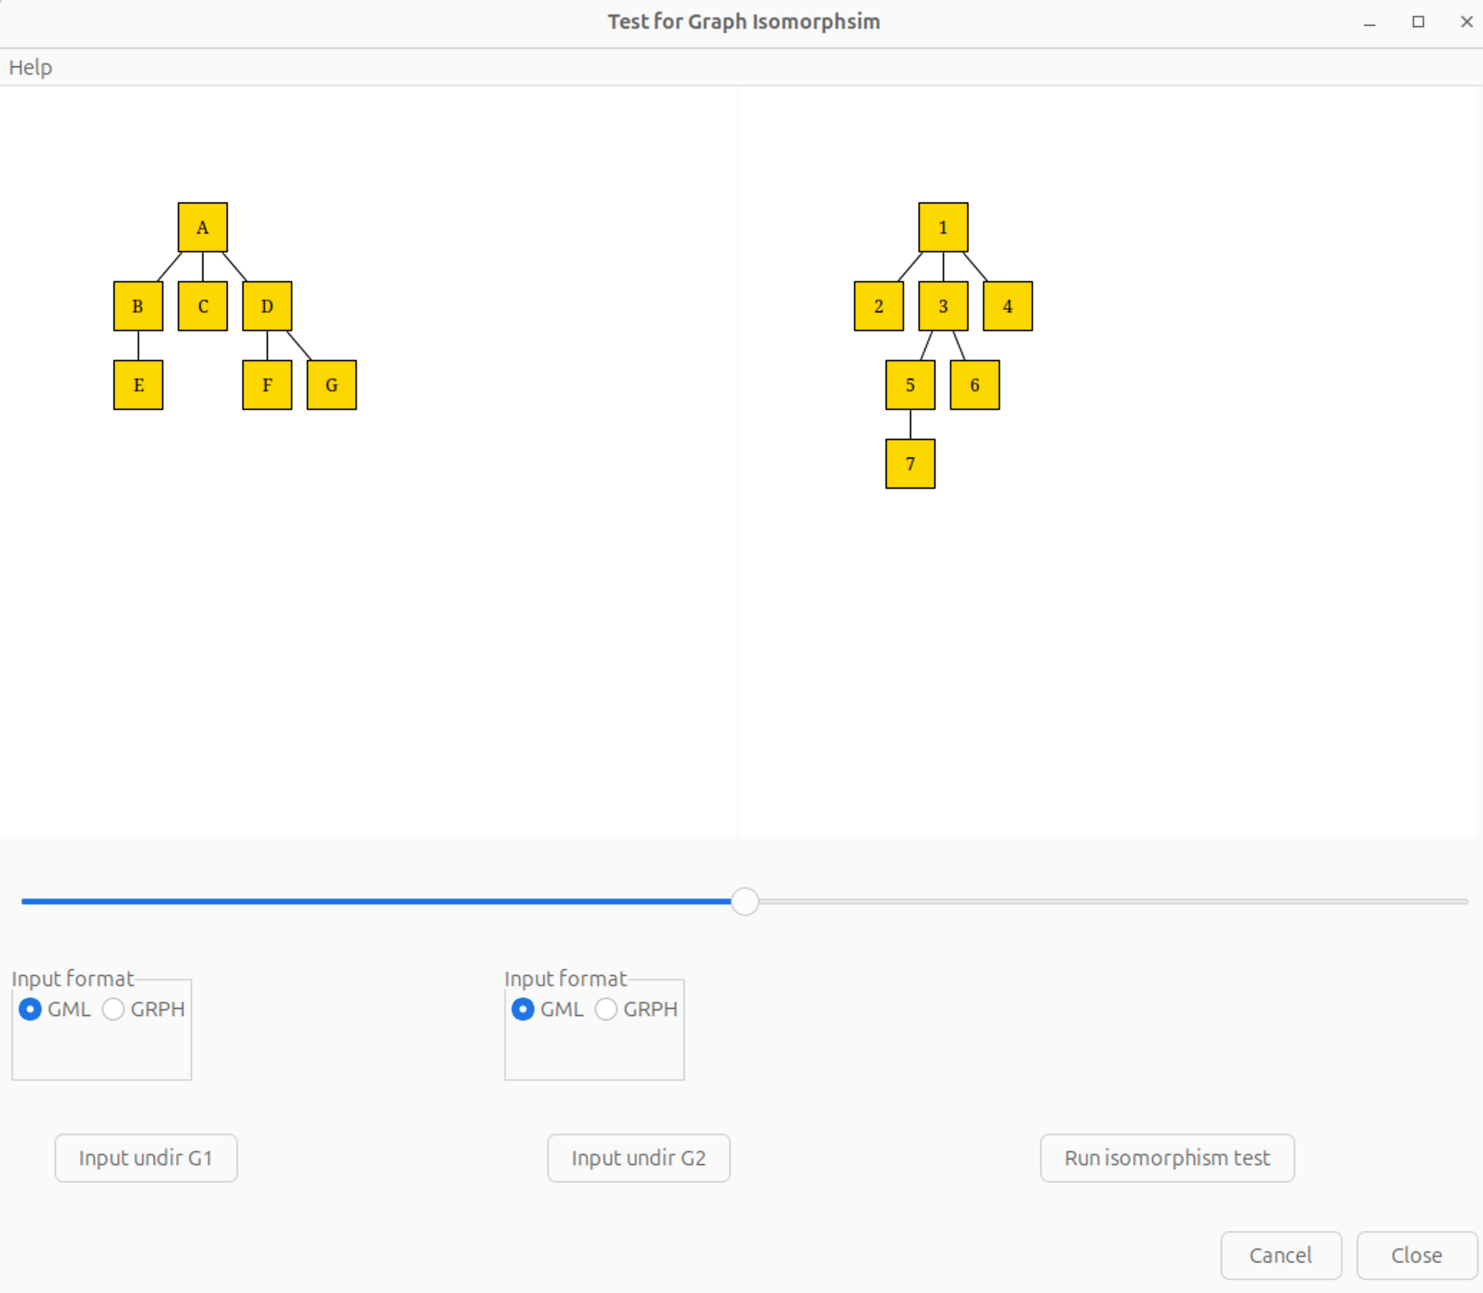 Test for Graph Isomorphsim
Help
A
B C D
E F G
1
2 3 4
5 6
7
Input format
GML GRPH
Input format
GML GRPH
Input undir G1
Input undir G2
Run isomorphism test
Cancel
Close